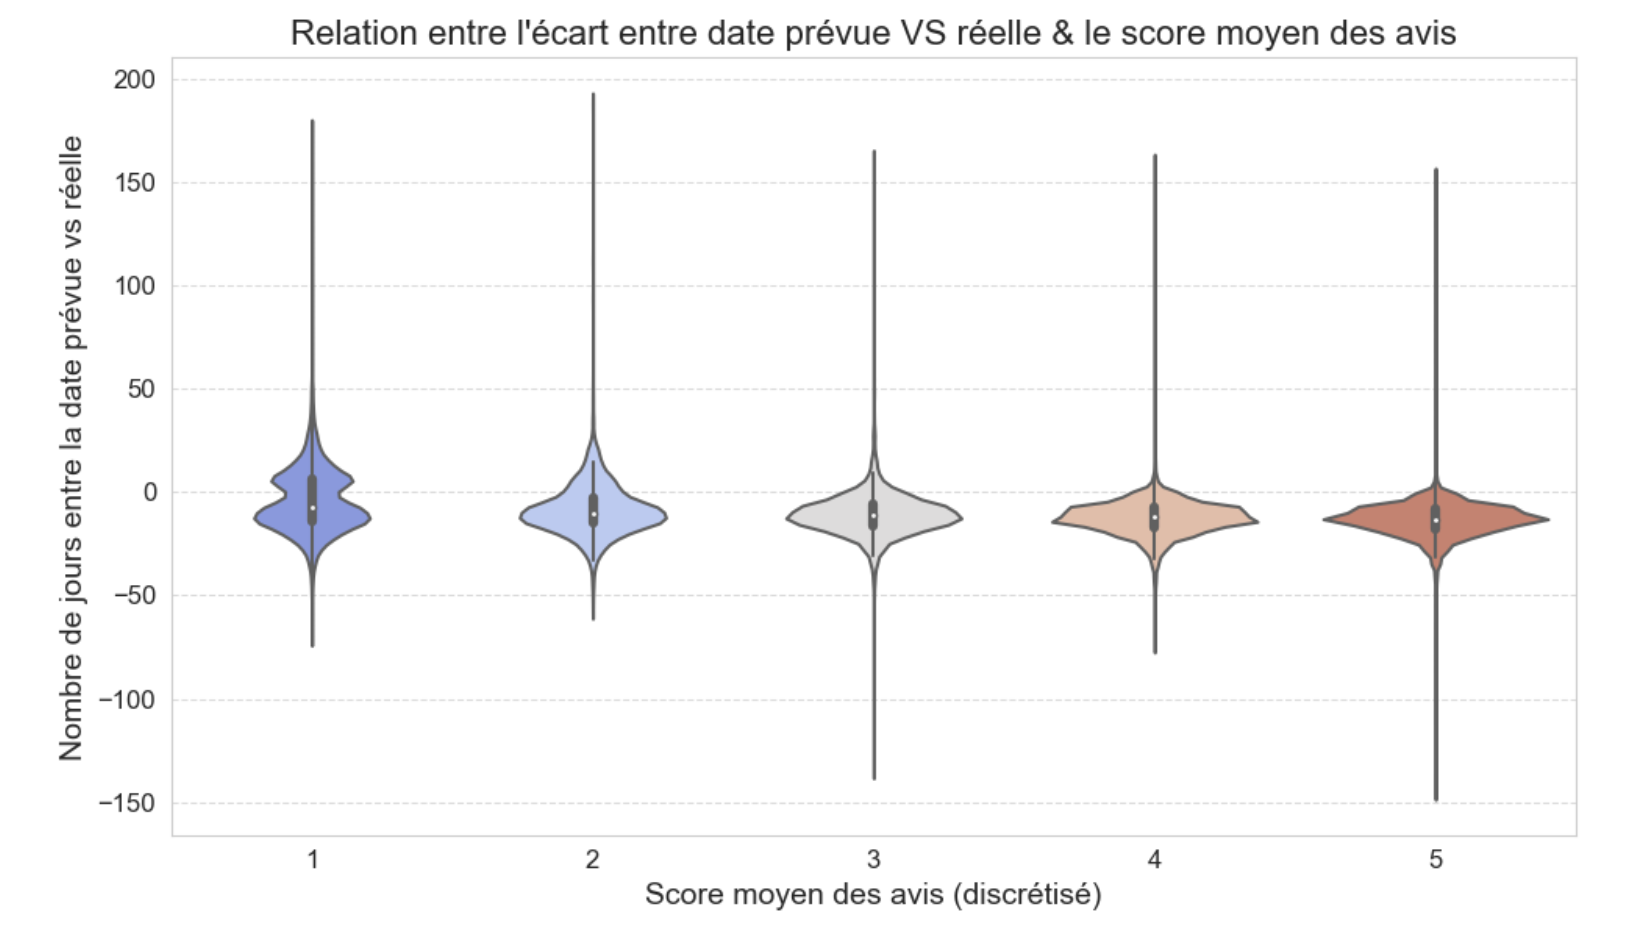 Relation entre l'écart entre date prévue VS réelle & le score moyen des avis
Nombre de jours entre la date prévue vs réelle
200
150
100
50
0
−50
−100
−150
1 2 3 4 5
Score moyen des avis (discrétisé)